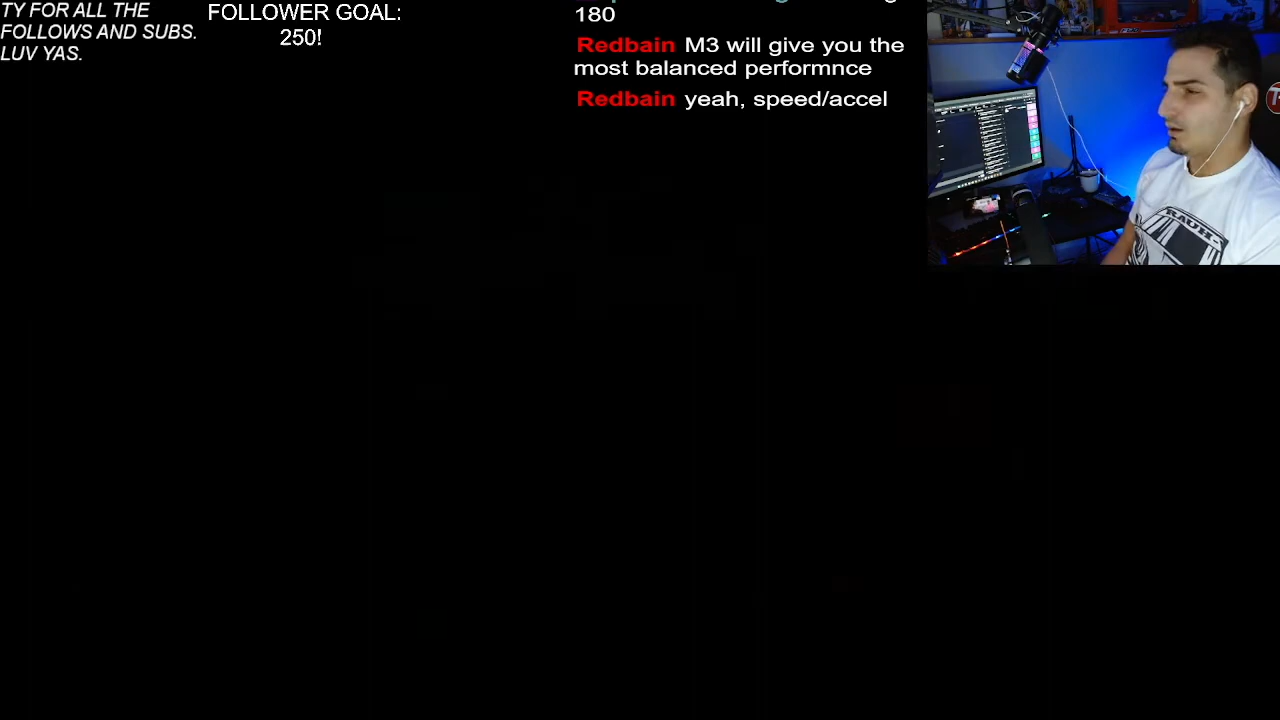 TY FOR ALL THE
FOLLOWS AND SUBS.
LUV YAS.
FOLLOWER GOAL:
250!
180
Redbain M3 will give you the
most balanced performnce
Redbain yeah, speed/accel
RAUH